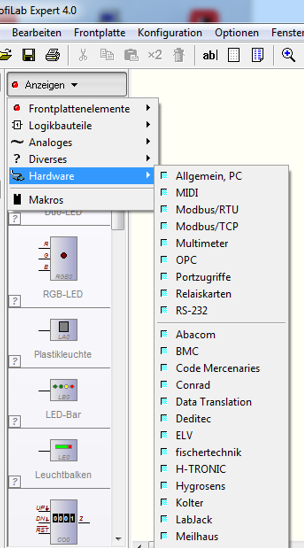 ofiLab Expert 4.0
Bearbeiten Frontplatte Konfiguration Optionen Fenster
×2 ab|
Anzeigen
Frontplattenelemente
Logikbauteile
Analoges
Diverses
Hardware
Makros
Allgemein, PC
MIDI
Modbus/RTU
Modbus/TCP
Multimeter
OPC
Portzugriffe
Relaiskarten
RS-232
Abacom
BMC
Code Mercenaries
Conrad
Data Translation
Deditec
ELV
fischertechnik
H-TRONIC
Hygrosens
Kolter
LabJack
Meilhaus
Duo-LED
?
R
G
B
RGB-LED
?
Plastikleuchte
?
LED-Bar
?
Leuchtbalken
?
0001
Z